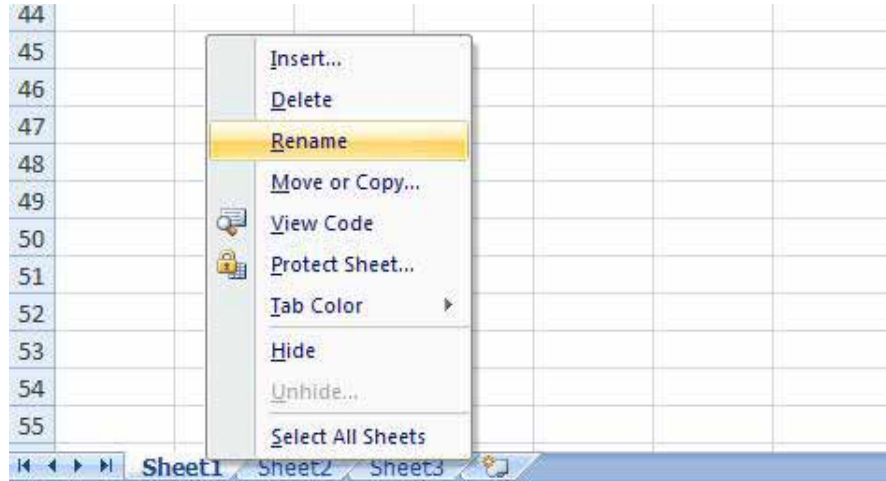 44
45
Insert...
46
Delete
47
Rename
48
Move or Copy...
49
50
View Code
51
Protect Sheet...
52
Tab Color
53
Hide
54
Unhide...
55
Select All Sheets
Sheet1 Sheet2 Sheet3